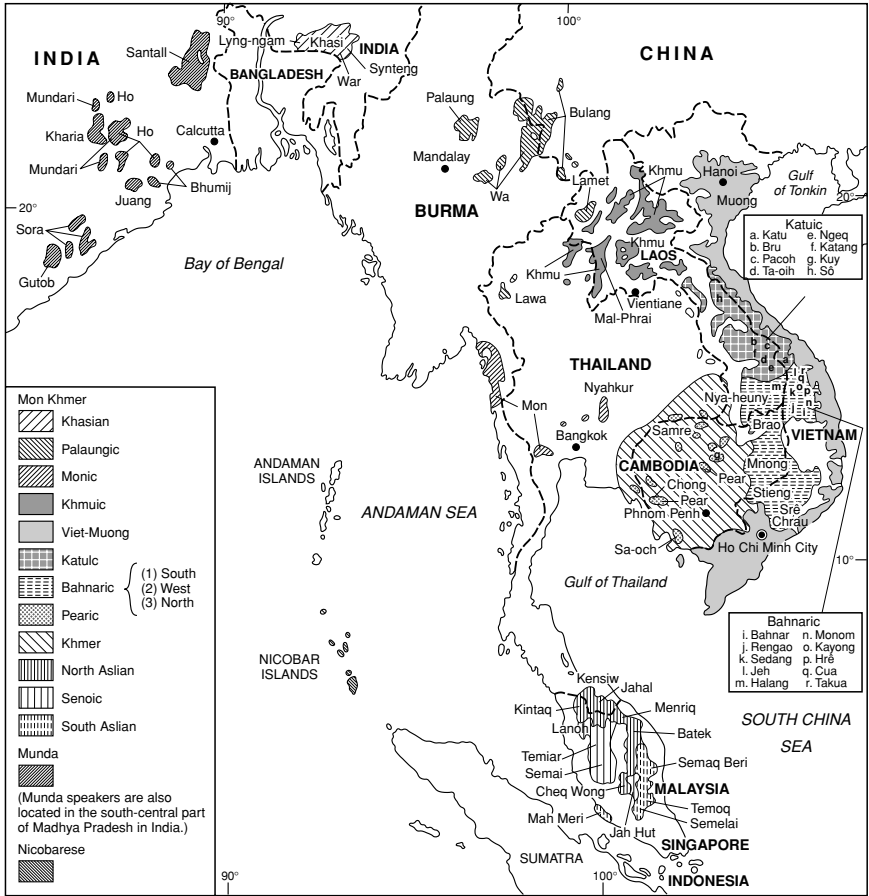 90°
100°
INDIA
Lyng-ngam
Khasi
INDIA
CHINA
Santall
BANGLADESH
Synteng
War
Mundari
Ho
Palaung
Bulang
Kharia
Ho
Calcutta
Mandalay
Khmu
Hanoi
Gulf
of Tonkin
Mundari
Lamet
Bhumij
Wa
Muong
Juang
20°
BURMA
20°
Katuic
a. Katu e. Ngeq
b. Bru f. Katang
c. Pacoh g. Kuy
d. Ta-oih h. Sô
Sora
Khmu
LAOS
Bay of Bengal
Khmu
Gutob
Lawa
Vientiane
Mal-Phrai
h
b
c
d
a
e
THAILAND
Nyahkur
m
l
r
q
k
o
p
n
j
i
Mon Khmer
Khasian
Palaungic
Monic
Khmuic
Viet-Muong
Katulc
Bahnaric
(1) South
(2) West
(3) North
Pearic
Khmer
North Aslian
Senoic
South Aslian
Munda
(Munda speakers are also
located in the south-central part
of Madhya Pradesh in India.)
Nicobarese
Mon
Nya-heuny
Samre
Brao
VIETNAM
Bangkok
g
ANDAMAN
ISLANDS
CAMBODIA
Mnong
Chong
Pear
Pear
Stieng
ANDAMAN SEA
Phnom Penh
Srê
Chrau
Sa-och
Ho Chi Minh City
10°
Gulf of Thailand
Bahnaric
i. Bahnar n. Monom
j. Rengao o. Kayong
k. Sedang p. Hrê
l. Jeh q. Cua
m. Halang r. Takua
NICOBAR
ISLANDS
Kensiw
Jahal
Kintaq
Menriq
SOUTH CHINA
SEA
Lanoh
Batek
Temiar
Semaq Beri
Semai
Cheq Wong
MALAYSIA
Temoq
Mah Meri
Semelai
Jah Hut
SINGAPORE
SUMATRA
90°
100°
INDONESIA